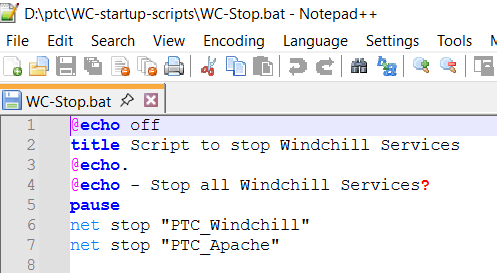 D:\ptc\WC-startup-scripts\WC-Stop.bat - Notepad++
File Edit Search View Encoding Language Settings Tools M
WC-Stop.bat
1 @echo off
2 title Script to stop Windchill Services
3 @echo.
4 @echo - Stop all Windchill Services?
5 pause
6 net stop "PTC_Windchill"
7 net stop "PTC_Apache"